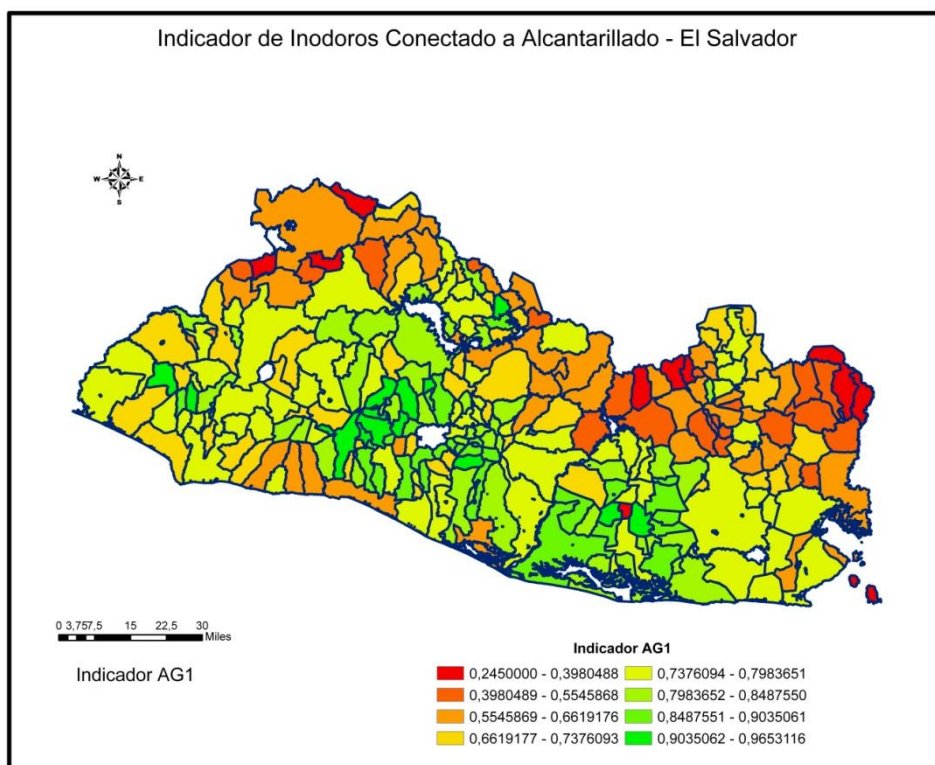 Indicador de Inodoros Conectado a Alcantarillado - El Salvador
N
W E
S
0 3,757,5 15 22,5 30
Miles
Indicador AG1
Indicador AG1
0,2450000 - 0,3980488 0,7376094 - 0,7983651
0,3980489 - 0,5545868 0,7983652 - 0,8487550
0,5545869 - 0,6619176 0,8487551 - 0,9035061
0,6619177 - 0,7376093 0,9035062 - 0,9653116